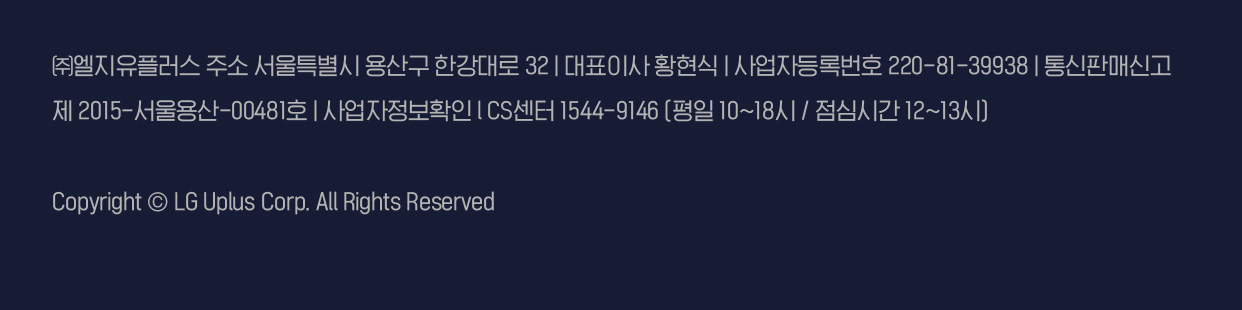 ㈜엘지유플러스 주소 서울특별시 용산구 한강대로 32 | 대표이사 황현식 | 사업자등록번호 220-81-39938 | 통신판매신고
제 2015-서울용산-00481호 | 사업자정보확인 l CS센터 1544-9146 (평일 10~18시 / 점심시간 12~13시)
Copyright © LG Uplus Corp. All Rights Reserved